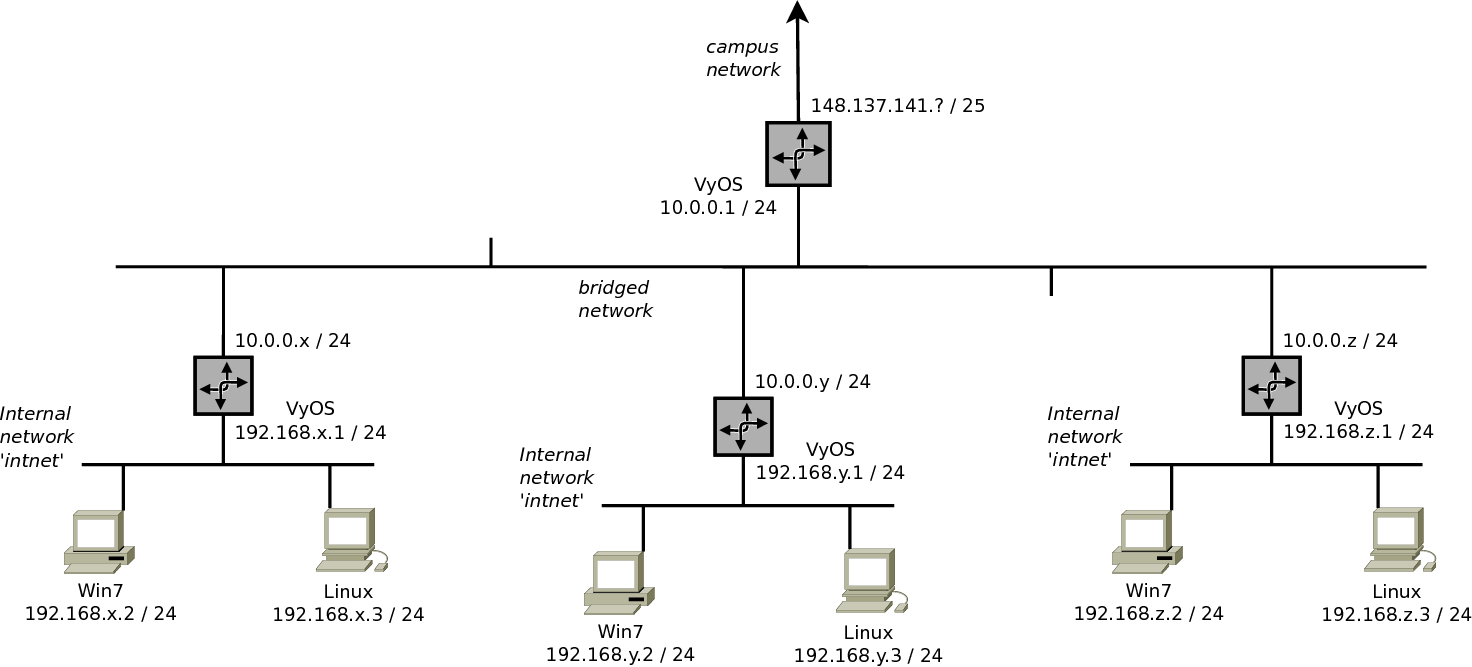 campus
network
148.137.141.? / 25
VyOS
10.0.0.1 / 24
bridged
network
10.0.0.x / 24
VyOS
192.168.x.1 / 24
Internal
network
'intnet'
Win7
192.168.x.2 / 24
Linux
192.168.x.3 / 24
10.0.0.y / 24
VyOS
192.168.y.1 / 24
Internal
network
'intnet'
Win7
192.168.y.2 / 24
Linux
192.168.y.3 / 24
10.0.0.z / 24
VyOS
192.168.z.1 / 24
Internal
network
'intnet'
Win7
192.168.z.2 / 24
Linux
192.168.z.3 / 24